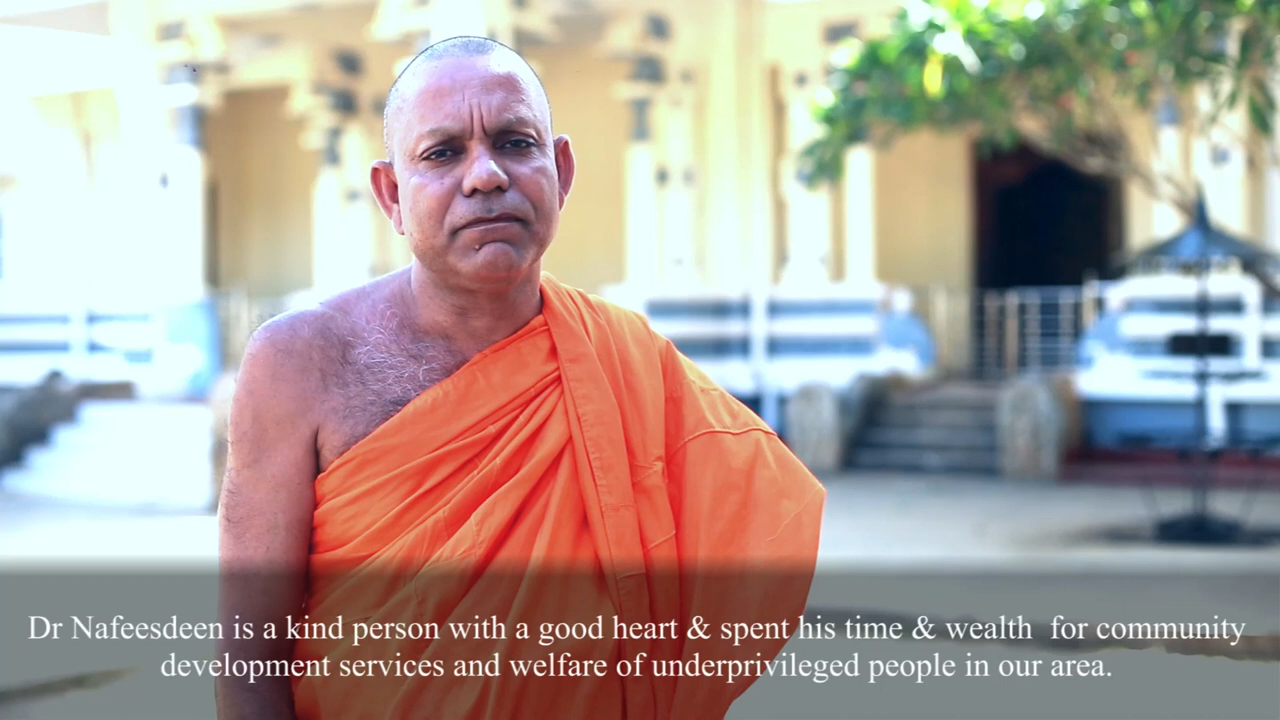 Dr Nafeesdeen is a kind person with a good heart & spent his time & wealth  for community
development services and welfare of underprivileged people in our area.